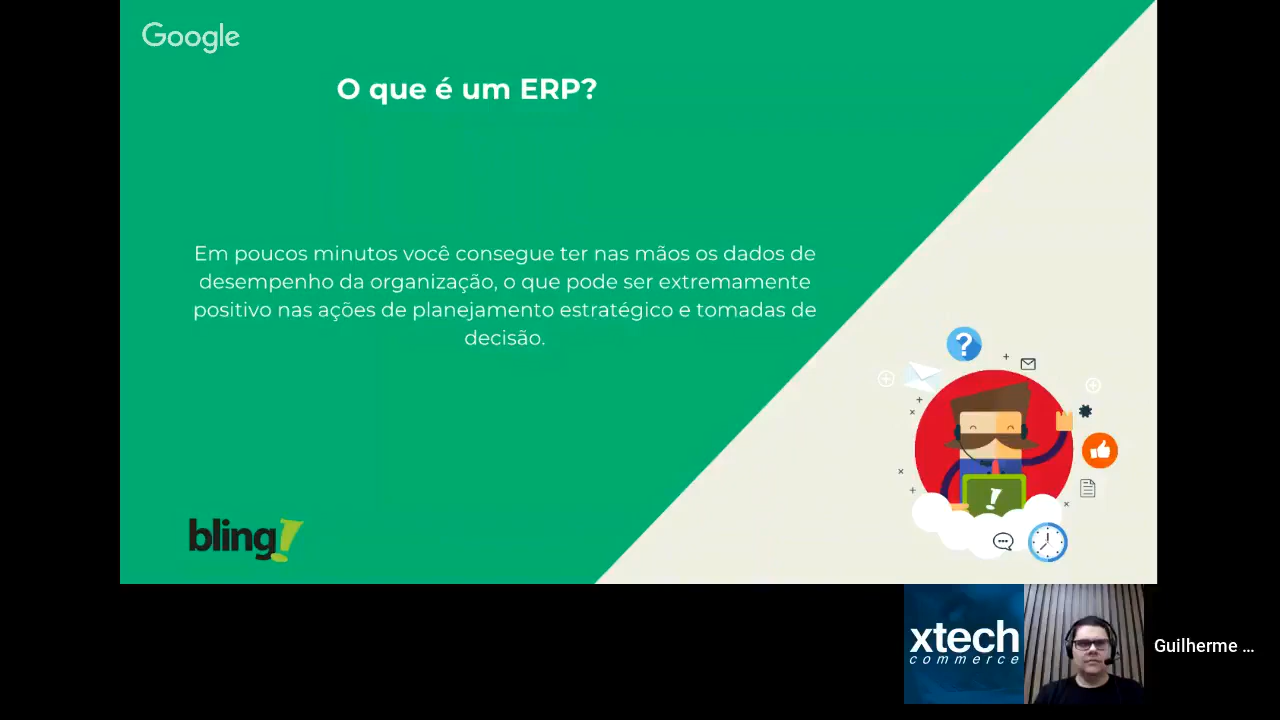 Google
O que é um ERP?
Em poucos minutos você consegue ter nas mãos os dados de
desempenho da organização, o que pode ser extremamente
positivo nas ações de planejamento estratégico e tomadas de
decisão.
?
!
bling!
xtech
commerce
Guilherme ...